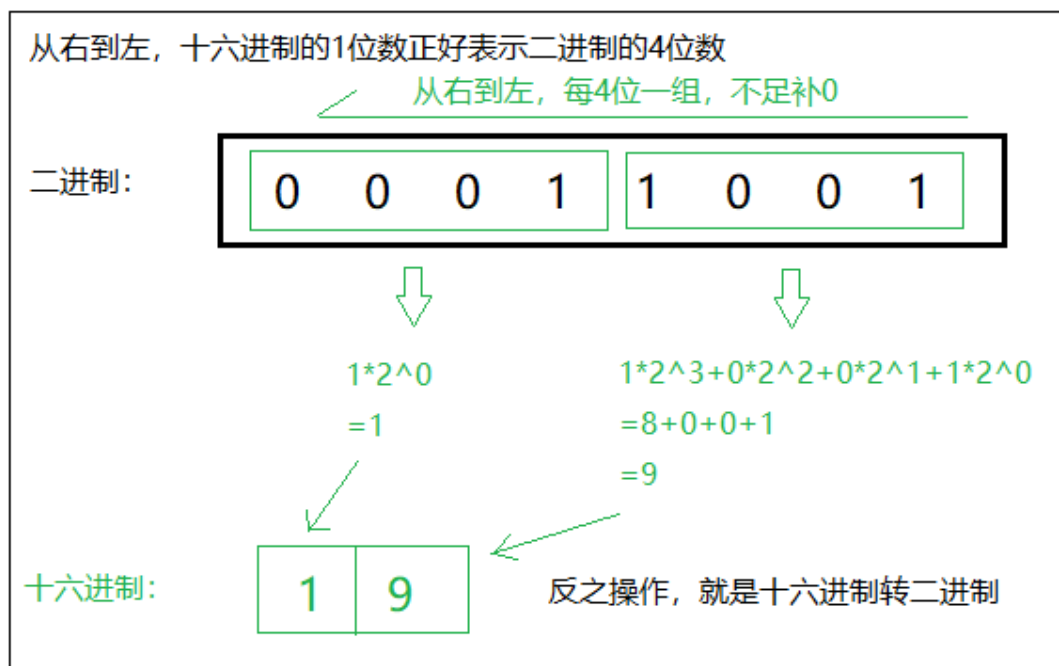 从右到左，十六进制的1位数正好表示二进制的4位数
从右到左，每4位一组，不足补0
二进制：
0 0 0 1 1 0 0 1
1*2^0
1*2^3+0*2^2+0*2^1+1*2^0
=1
=8+0+0+1
=9
十六进制：
1 9
反之操作，就是十六进制转二进制